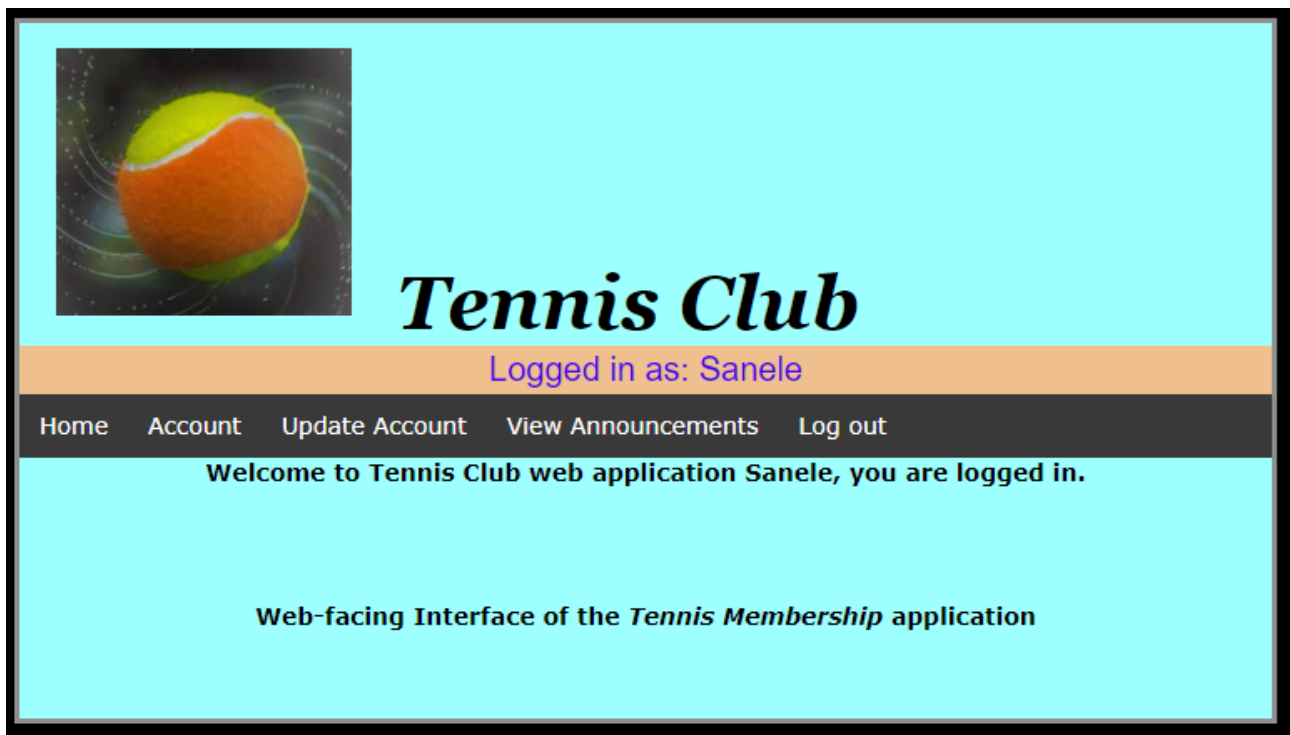 Tennis Club
Logged in as: Sanele
Home Account Update Account View Announcements Log out
Welcome to Tennis Club web application Sanele, you are logged in.
Web-facing Interface of the Tennis Membership application